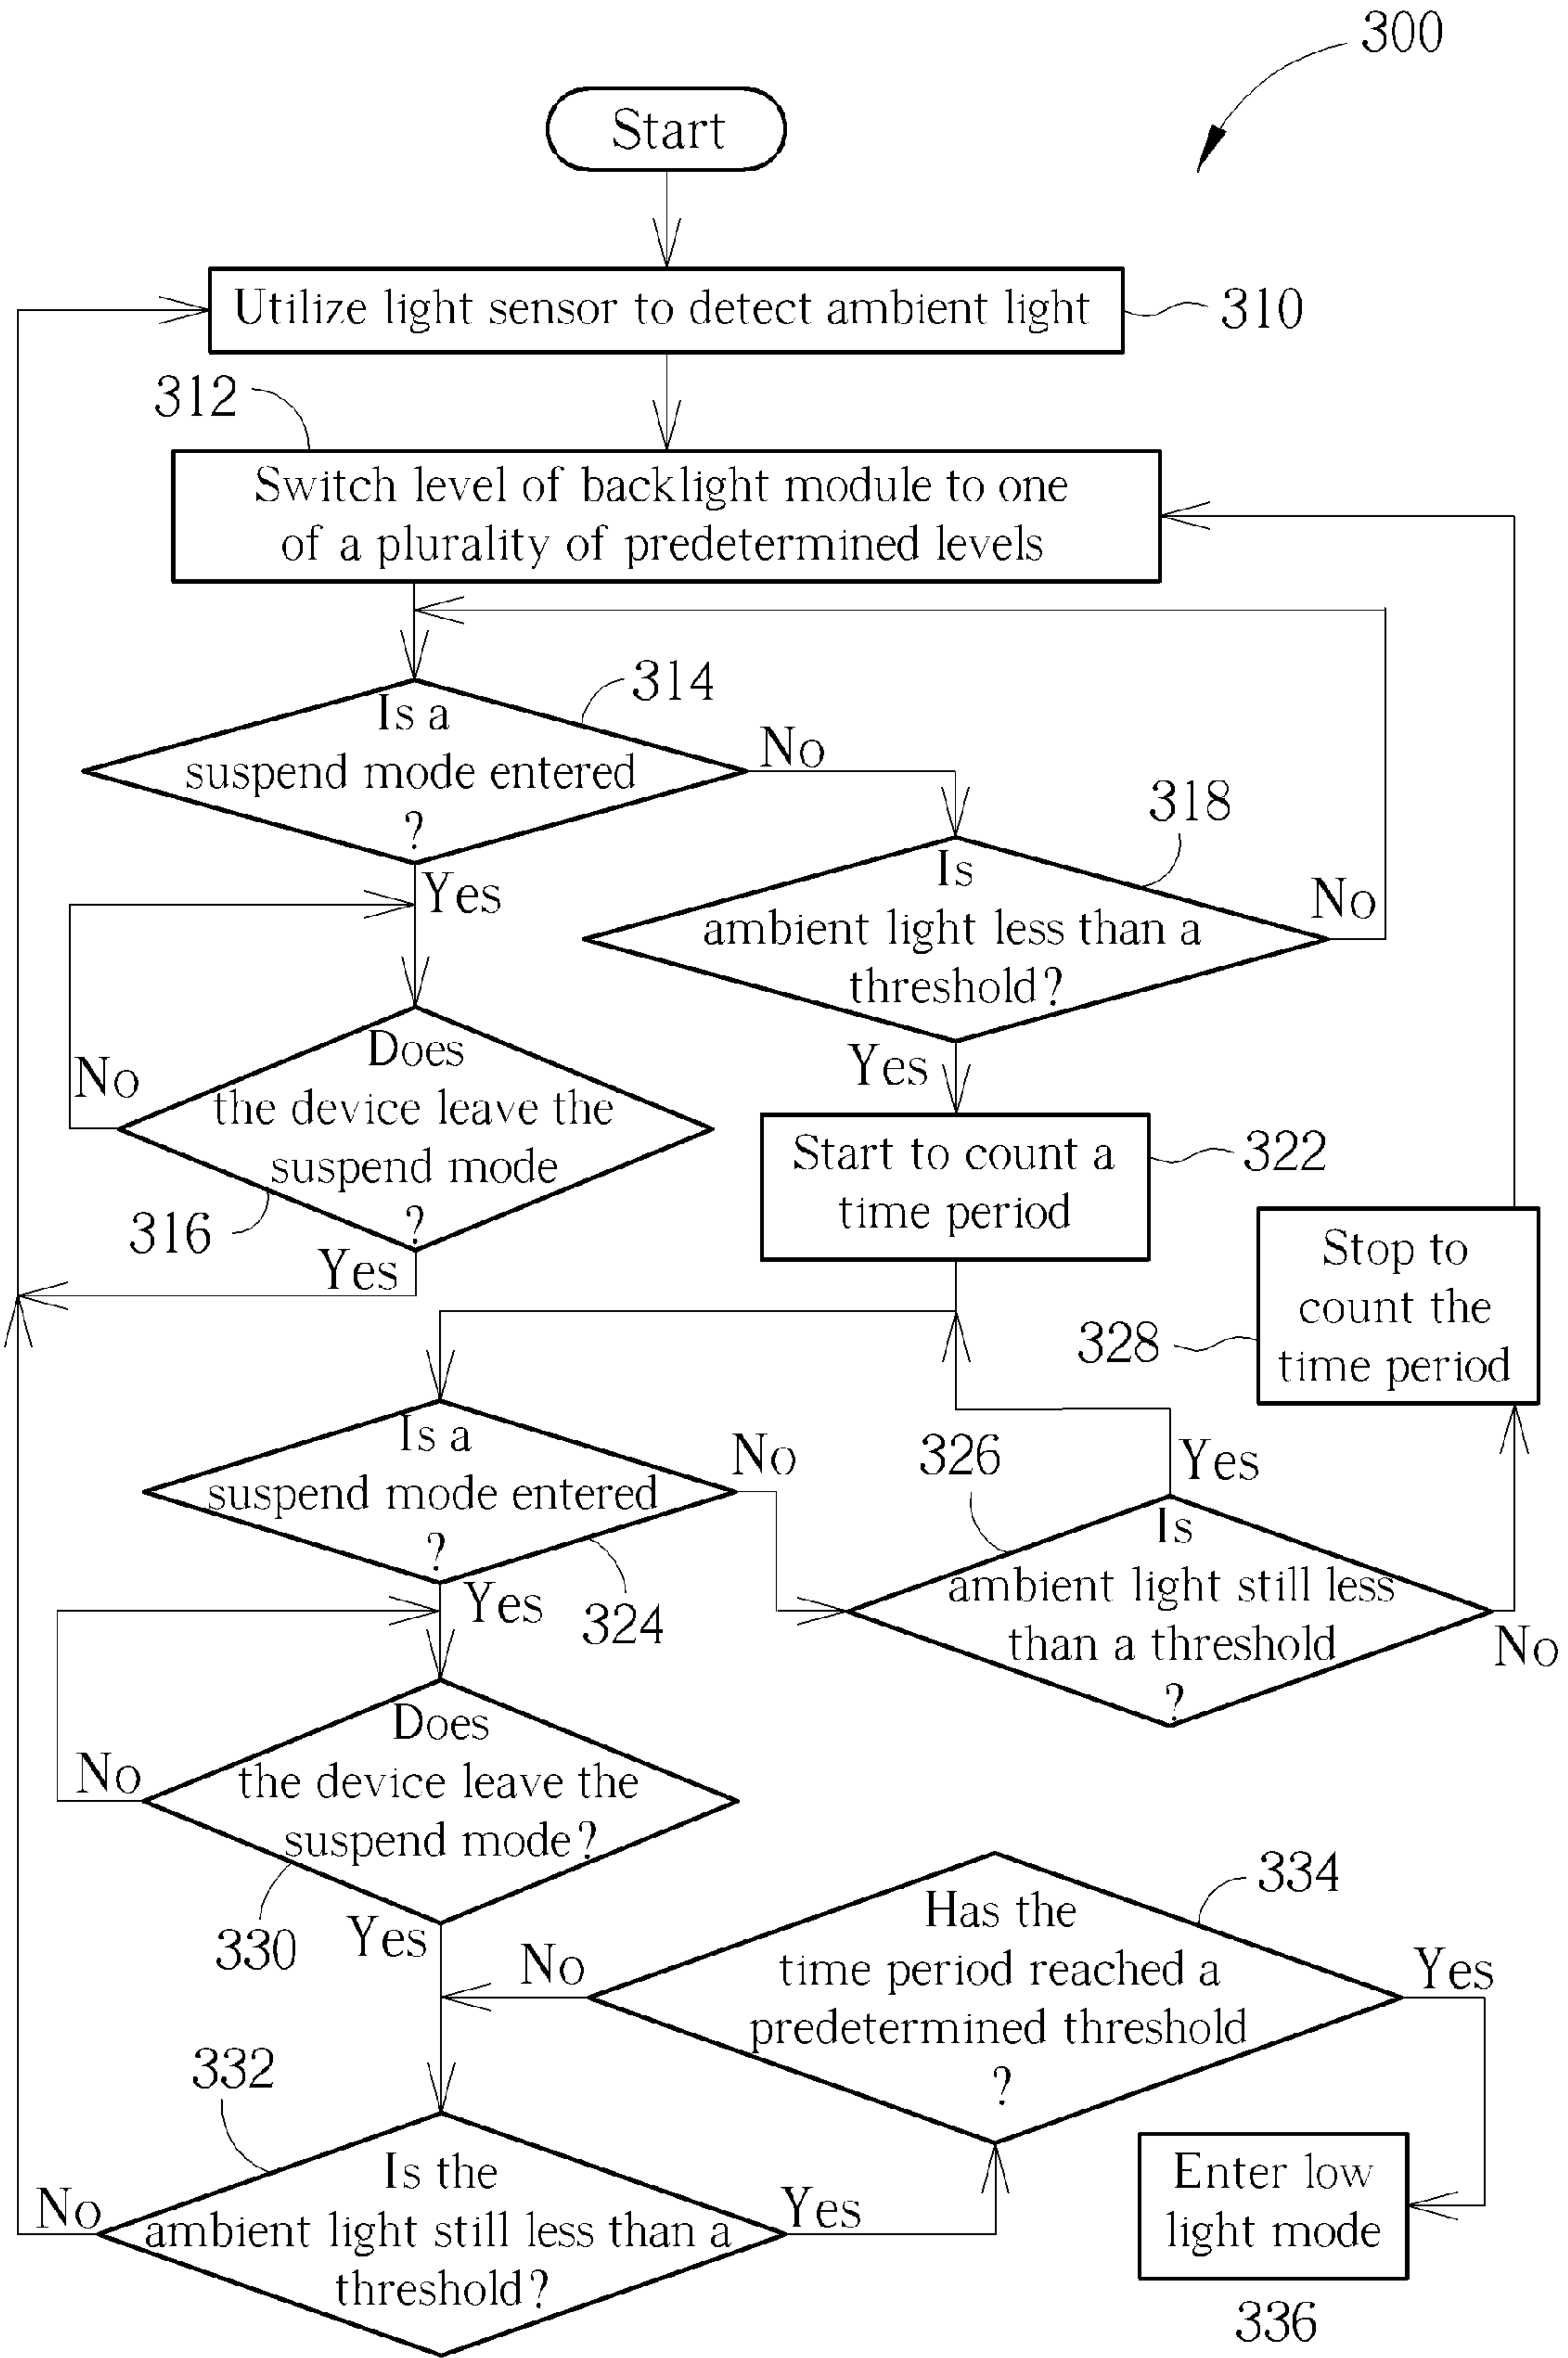 300
Start
Utilize light sensor to detect ambient light
310
312
Switch level of backlight module to one
of a plurality of predetermined levels
314
Is a
suspend mode entered
?
No
Yes
318
Is
ambient light less than a
threshold?
No
Yes
Does
the device leave the
suspend mode
?
No
316
Yes
Start to count a
time period
322
Stop to
count the
time period
328
Is a
suspend mode entered
?
No
324
Yes
326
Yes
Is
ambient light still less
than a threshold
?
No
Does
the device leave the
suspend mode?
No
330
Yes
334
Has the
time period reached a
predetermined threshold
?
No
Yes
332
Is the
ambient light still less than a
threshold?
No
Yes
Enter low
light mode
336